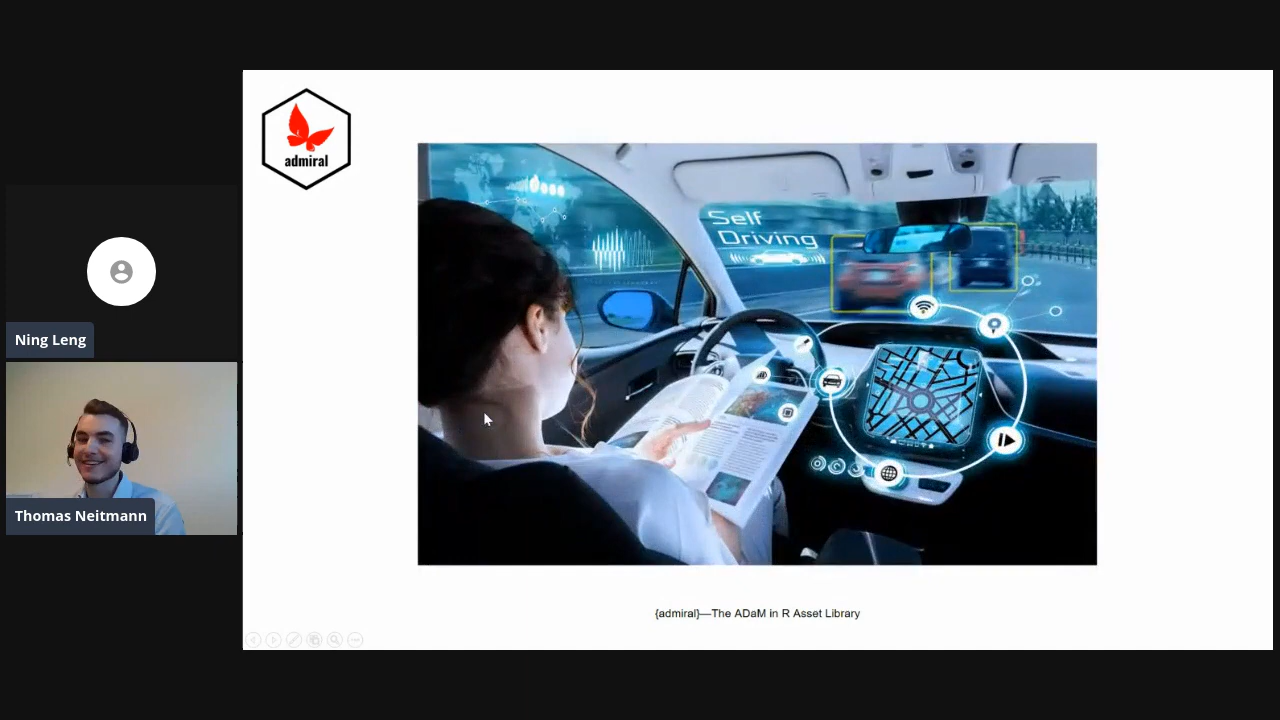 Ning Leng
Thomas Neitmann
admiral
Self
Driving
{admiral}—The ADaM in R Asset Library